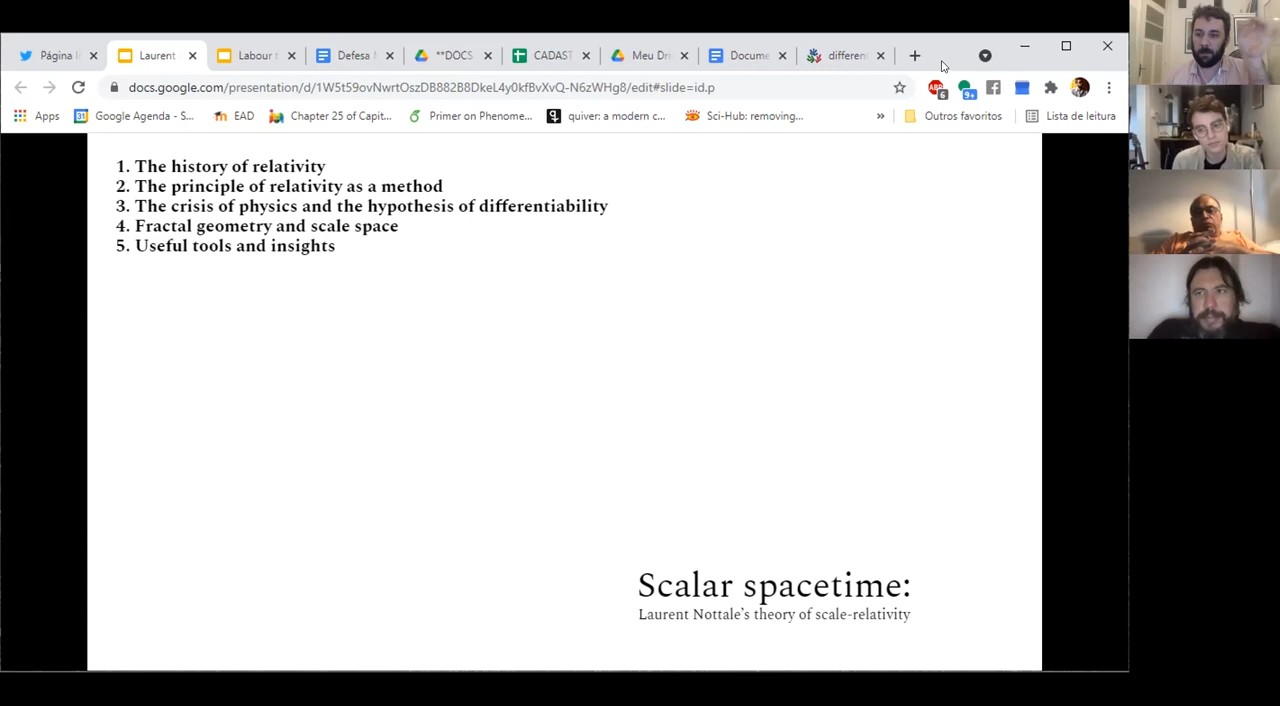 Página I
Laurent
Labour t
Defesa N
**DOCS
CADAST
Meu Dri
Docume
differen
docs.google.com/presentation/d/1W5t59ovNwrtOszDB882B8DkeL4y0kfBvXvQ-N6zWHg8/edit#slide=id.p
ABP
6
9+
Apps
31
Google Agenda - S...
EAD
Chapter 25 of Capit...
Primer on Phenome...
q
quiver: a modern c...
Sci-Hub: removing...
»
Outros favoritos
Lista de leitura
1. The history of relativity
2. The principle of relativity as a method
3. The crisis of physics and the hypothesis of differentiability
4. Fractal geometry and scale space
5. Useful tools and insights
Scalar spacetime:
Laurent Nottale's theory of scale-relativity